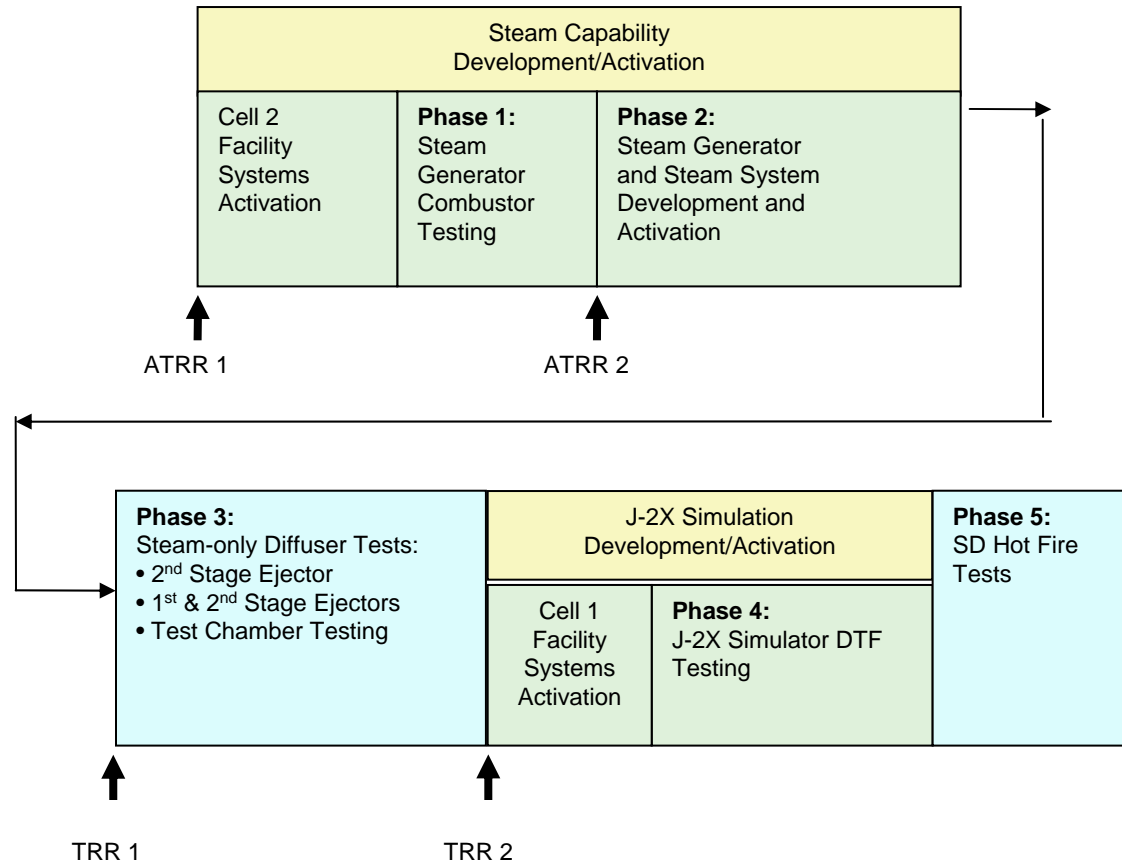 Steam Capability
Development/Activation
Cell 2
Facility
Systems
Activation
Phase 1:
Steam
Generator
Combustor
Testing
Phase 2:
Steam Generator
and Steam System
Development and
Activation
ATRR 1
ATRR 2
Phase 3:
Steam-only Diffuser Tests:
• 2nd Stage Ejector
• 1st & 2nd Stage Ejectors
• Test Chamber Testing
J-2X Simulation
Development/Activation
Cell 1
Facility
Systems
Activation
Phase 4:
J-2X Simulator DTF
Testing
Phase 5:
SD Hot Fire
Tests
TRR 1
TRR 2